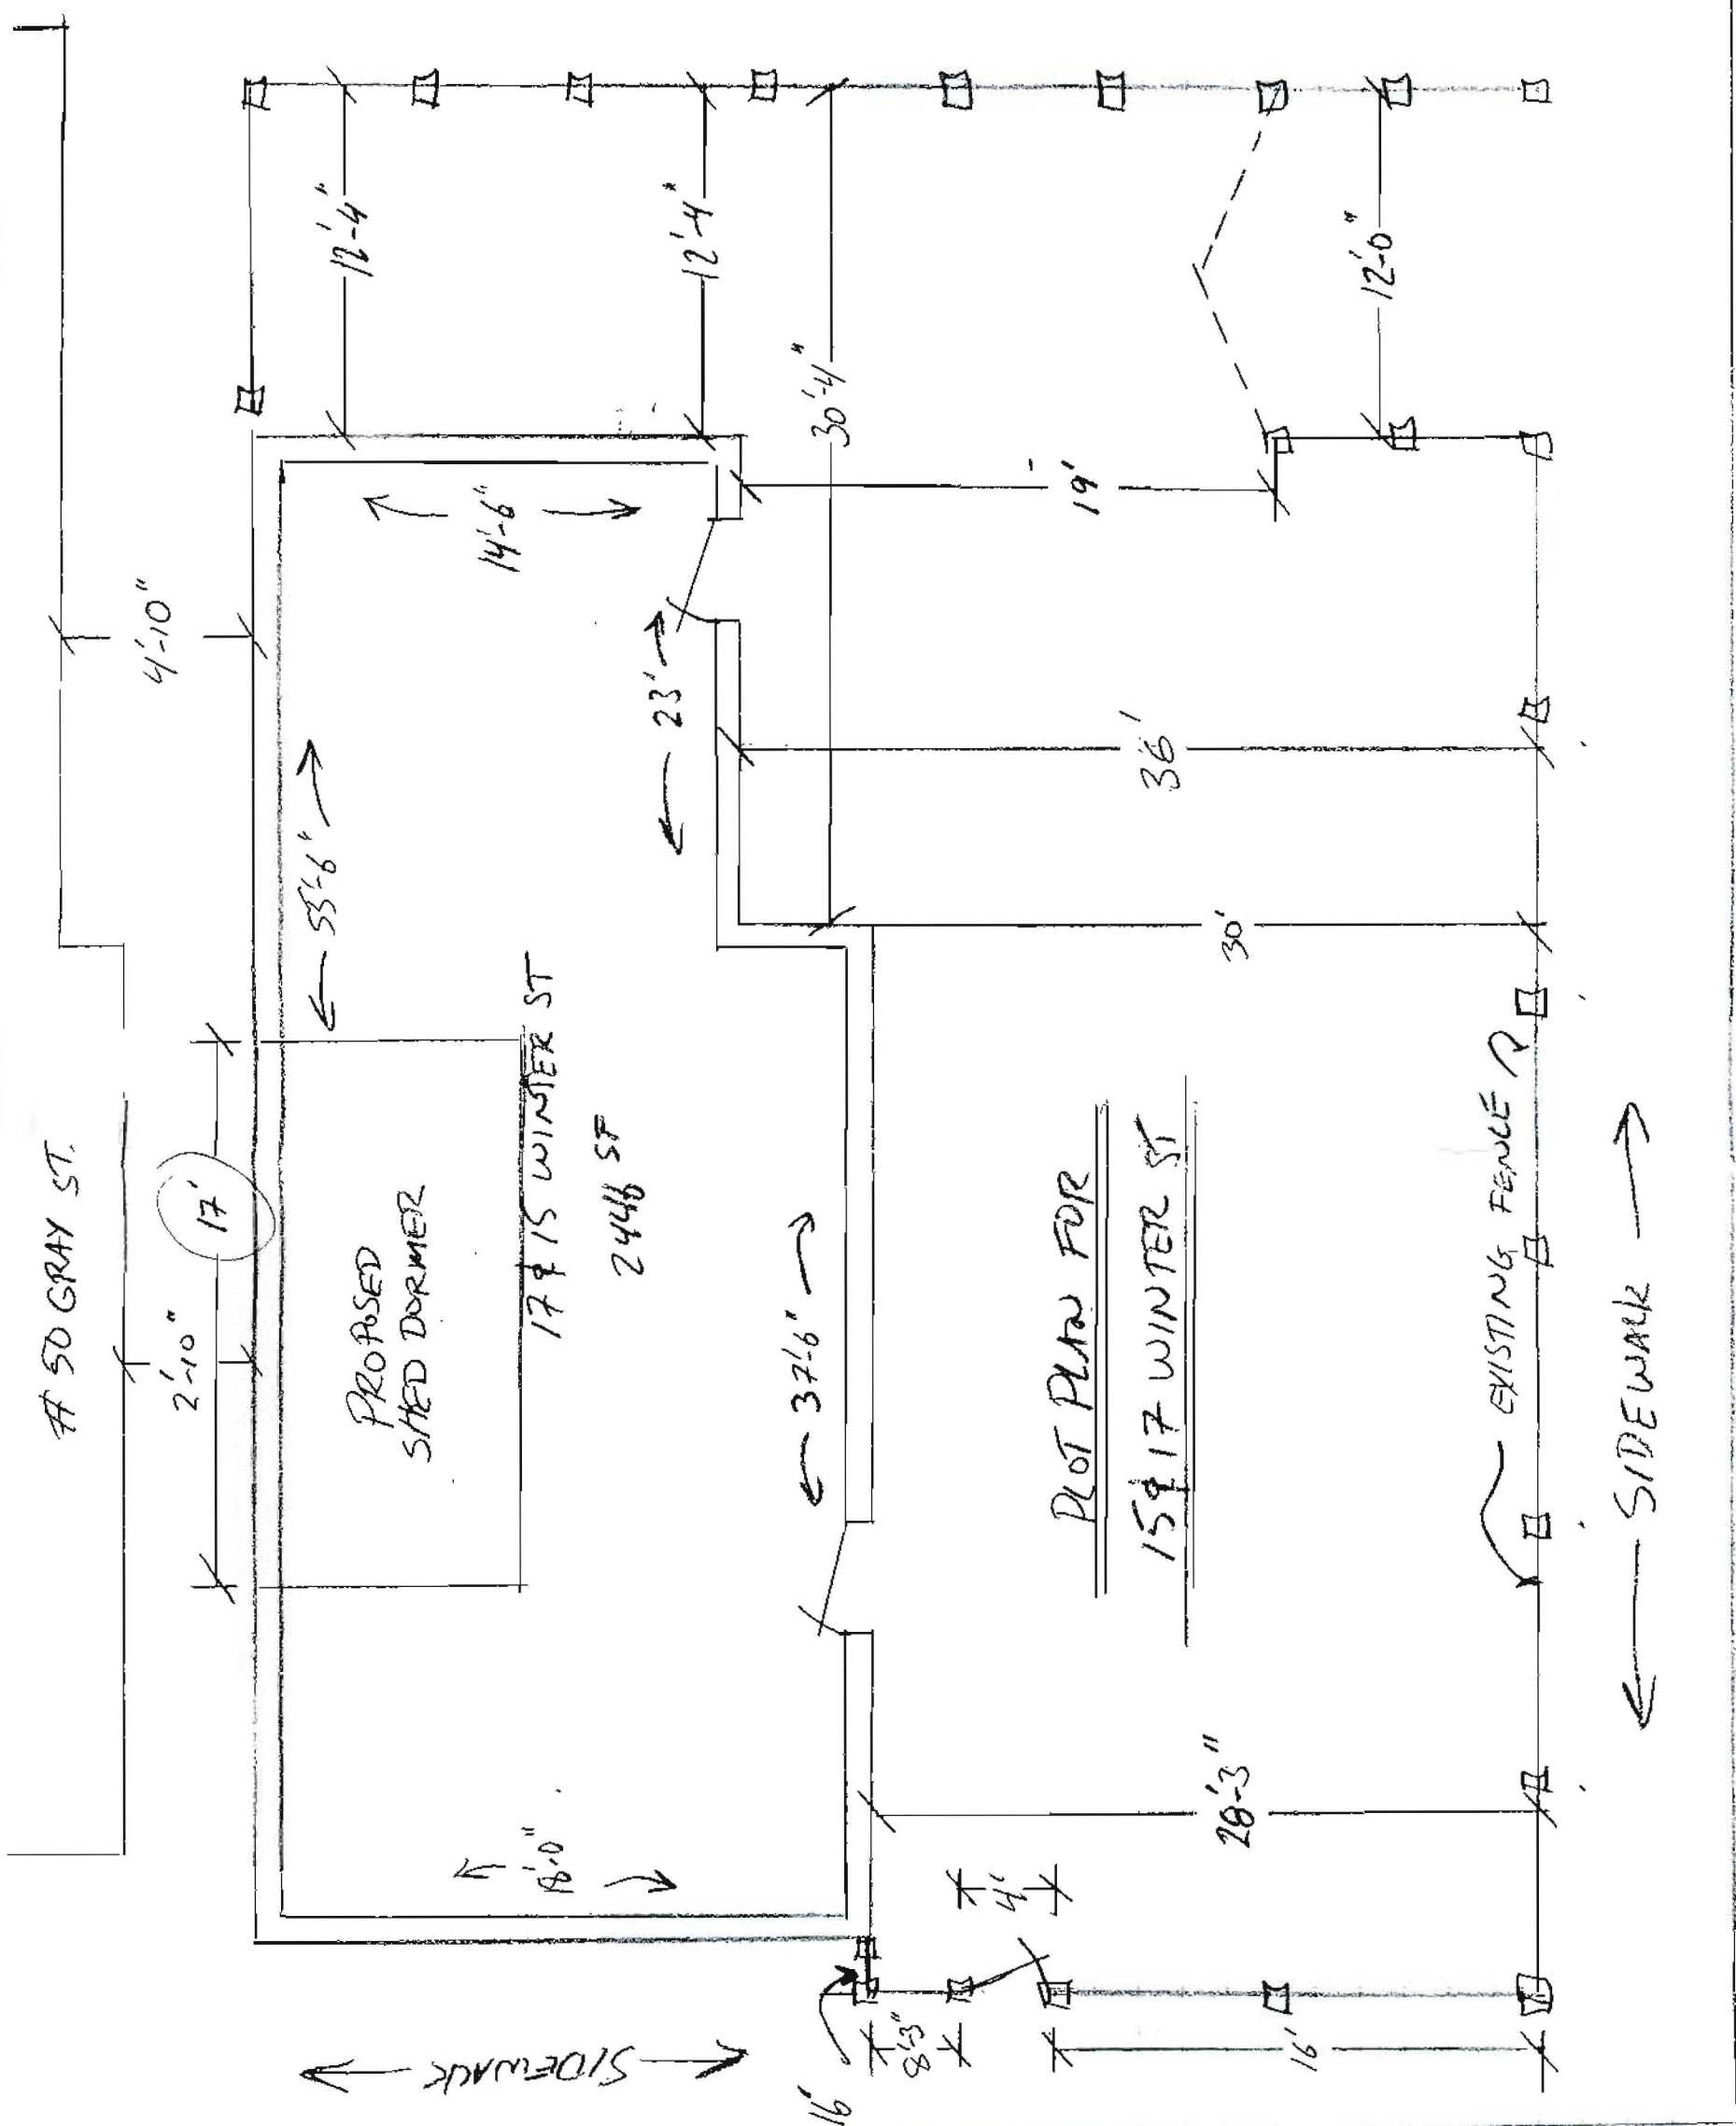 # 50 GRAY ST.
2'-10"
17'
4'-10"
PROPOSED
SHED DORMER
← 55'-6" →
12'-4"
18'-0"
17 & 15 WINTER ST
2446 SF
14'-6"
← 23' →
12'-4"
← 37'-6" →
30'-4"
SIDEWALK
16'
8'-3"
4'
PLOT PLAN FOR
15 & 17 WINTER ST
19'
36'
30'
28'-3"
12'-0"
16'
EXISTING FENCE
← SIDEWALK →